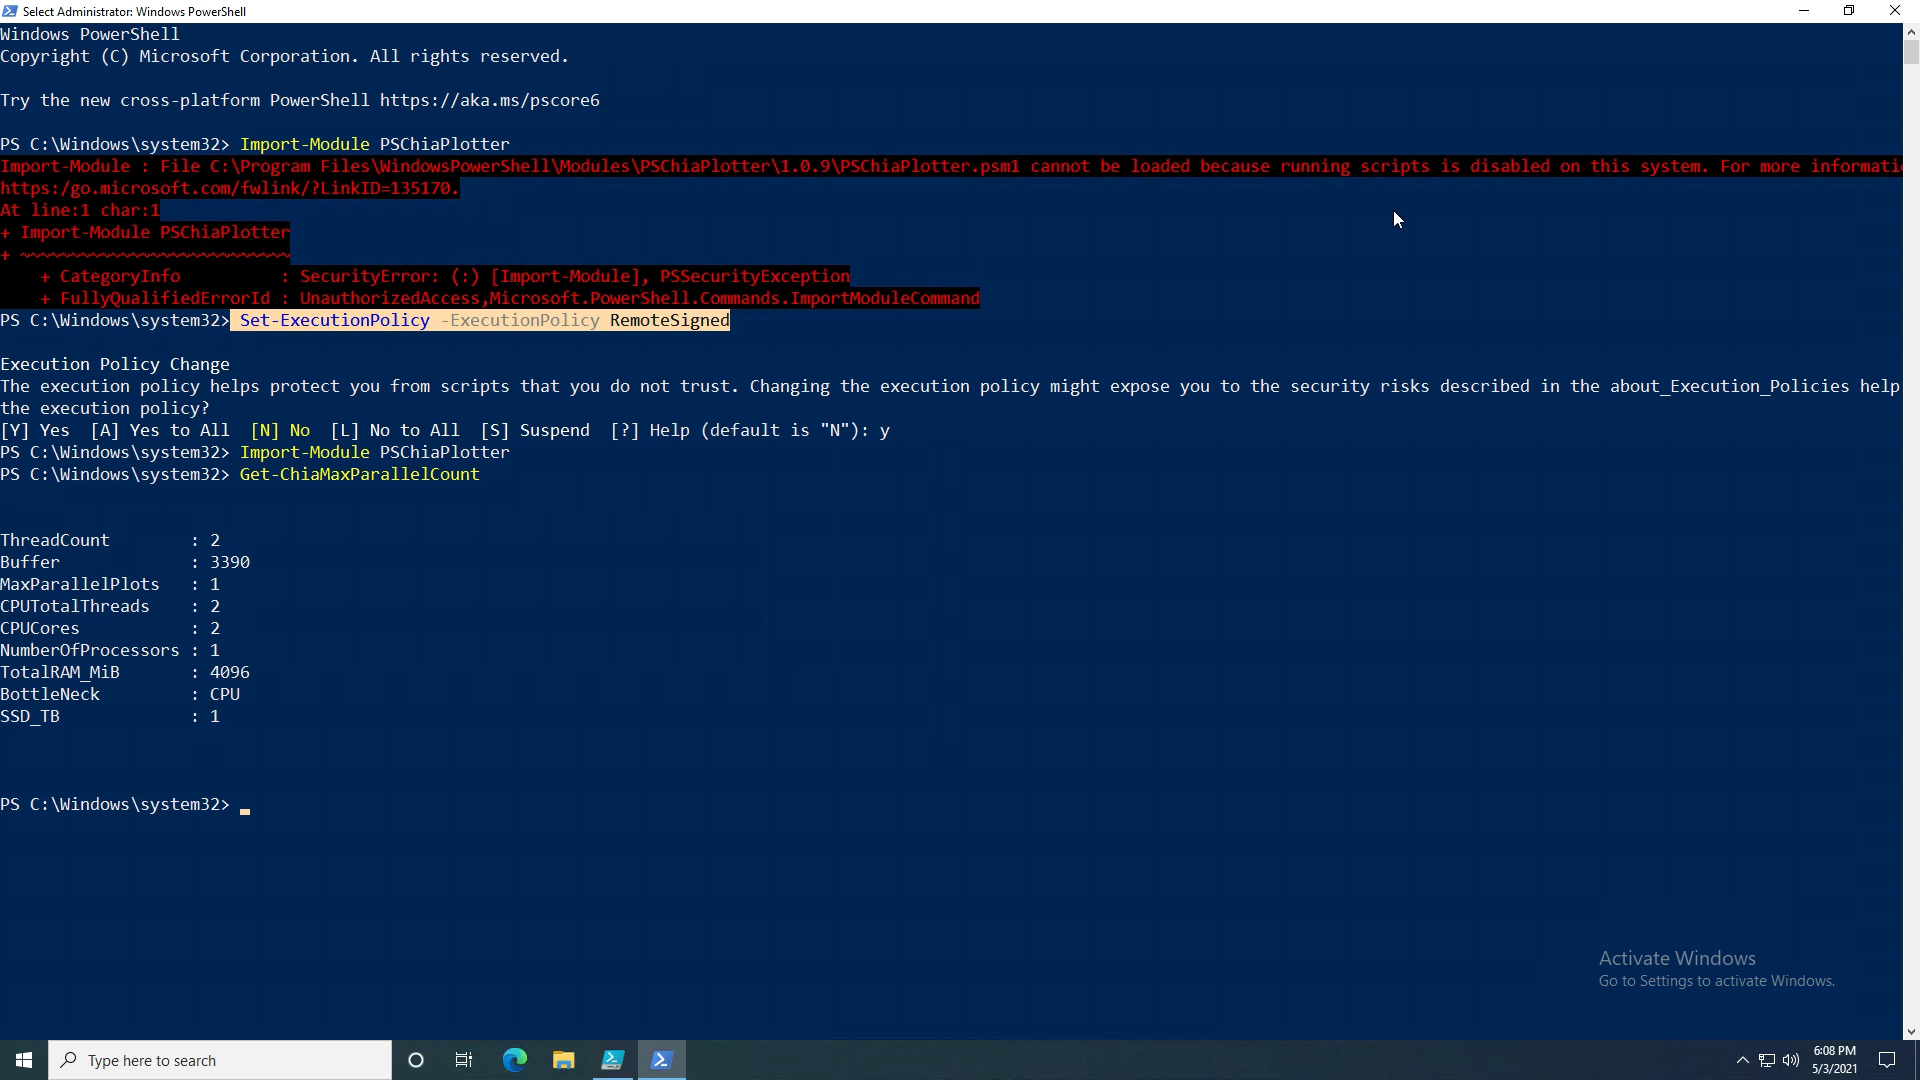 Select Administrator: Windows PowerShell
Windows PowerShell
Copyright (C) Microsoft Corporation. All rights reserved.
Try the new cross-platform PowerShell https://aka.ms/pscore6
PS C:\Windows\system32> Import-Module PSChiaPlotter
Import-Module : File C:\Program Files\WindowsPowerShell\Modules\PSChiaPlotter\1.0.9\PSChiaPlotter.psm1 cannot be loaded because running scripts is disabled on this system. For more informati
https:/go.microsoft.com/fwlink/?LinkID=135170.
At line:1 char:1
+ Import-Module PSChiaPlotter
+ ~~~~~~~~~~~~~~~~~~~~~~~~~~~
+ CategoryInfo          : SecurityError: (:) [Import-Module], PSSecurityException
+ FullyQualifiedErrorId : UnauthorizedAccess,Microsoft.PowerShell.Commands.ImportModuleCommand
PS C:\Windows\system32> Set-ExecutionPolicy -ExecutionPolicy RemoteSigned
Execution Policy Change
The execution policy helps protect you from scripts that you do not trust. Changing the execution policy might expose you to the security risks described in the about_Execution_Policies help
the execution policy?
[Y] Yes  [A] Yes to All  [N] No  [L] No to All  [S] Suspend  [?] Help (default is "N"): y
PS C:\Windows\system32> Import-Module PSChiaPlotter
PS C:\Windows\system32> Get-ChiaMaxParallelCount
ThreadCount        : 2
Buffer             : 3390
MaxParallelPlots   : 1
CPUTotalThreads    : 2
CPUCores           : 2
NumberOfProcessors : 1
TotalRAM_MiB       : 4096
BottleNeck         : CPU
SSD_TB             : 1
PS C:\Windows\system32>
Activate Windows
Go to Settings to activate Windows.
Type here to search
6:08 PM
5/3/2021